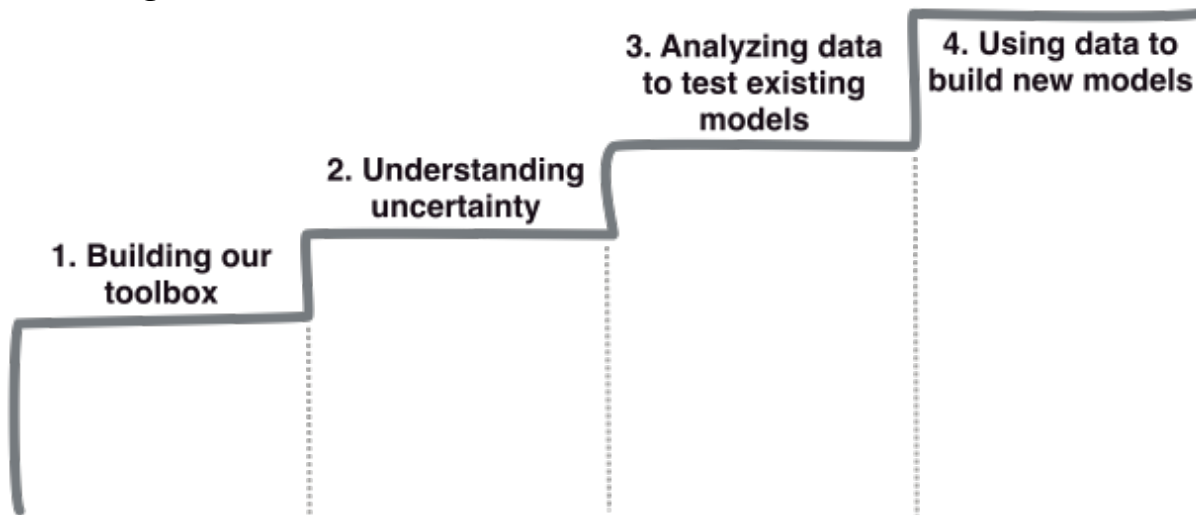 1. Building our
toolbox
2. Understanding
uncertainty
3. Analyzing data
to test existing
models
4. Using data to
build new models